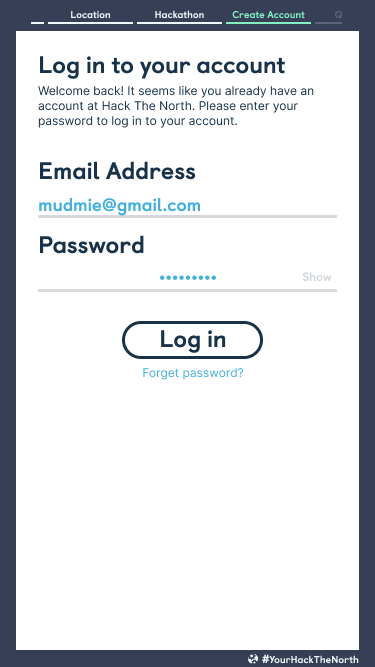 Location Hackathon Create Account Q
Log in to your account
Welcome back! It seems like you already have an
account at Hack The North. Please enter your
password to log in to your account.
Email Address
mudmie@gmail.com
Password
••••••••• Show
Log in
Forget password?
#YourHackTheNorth